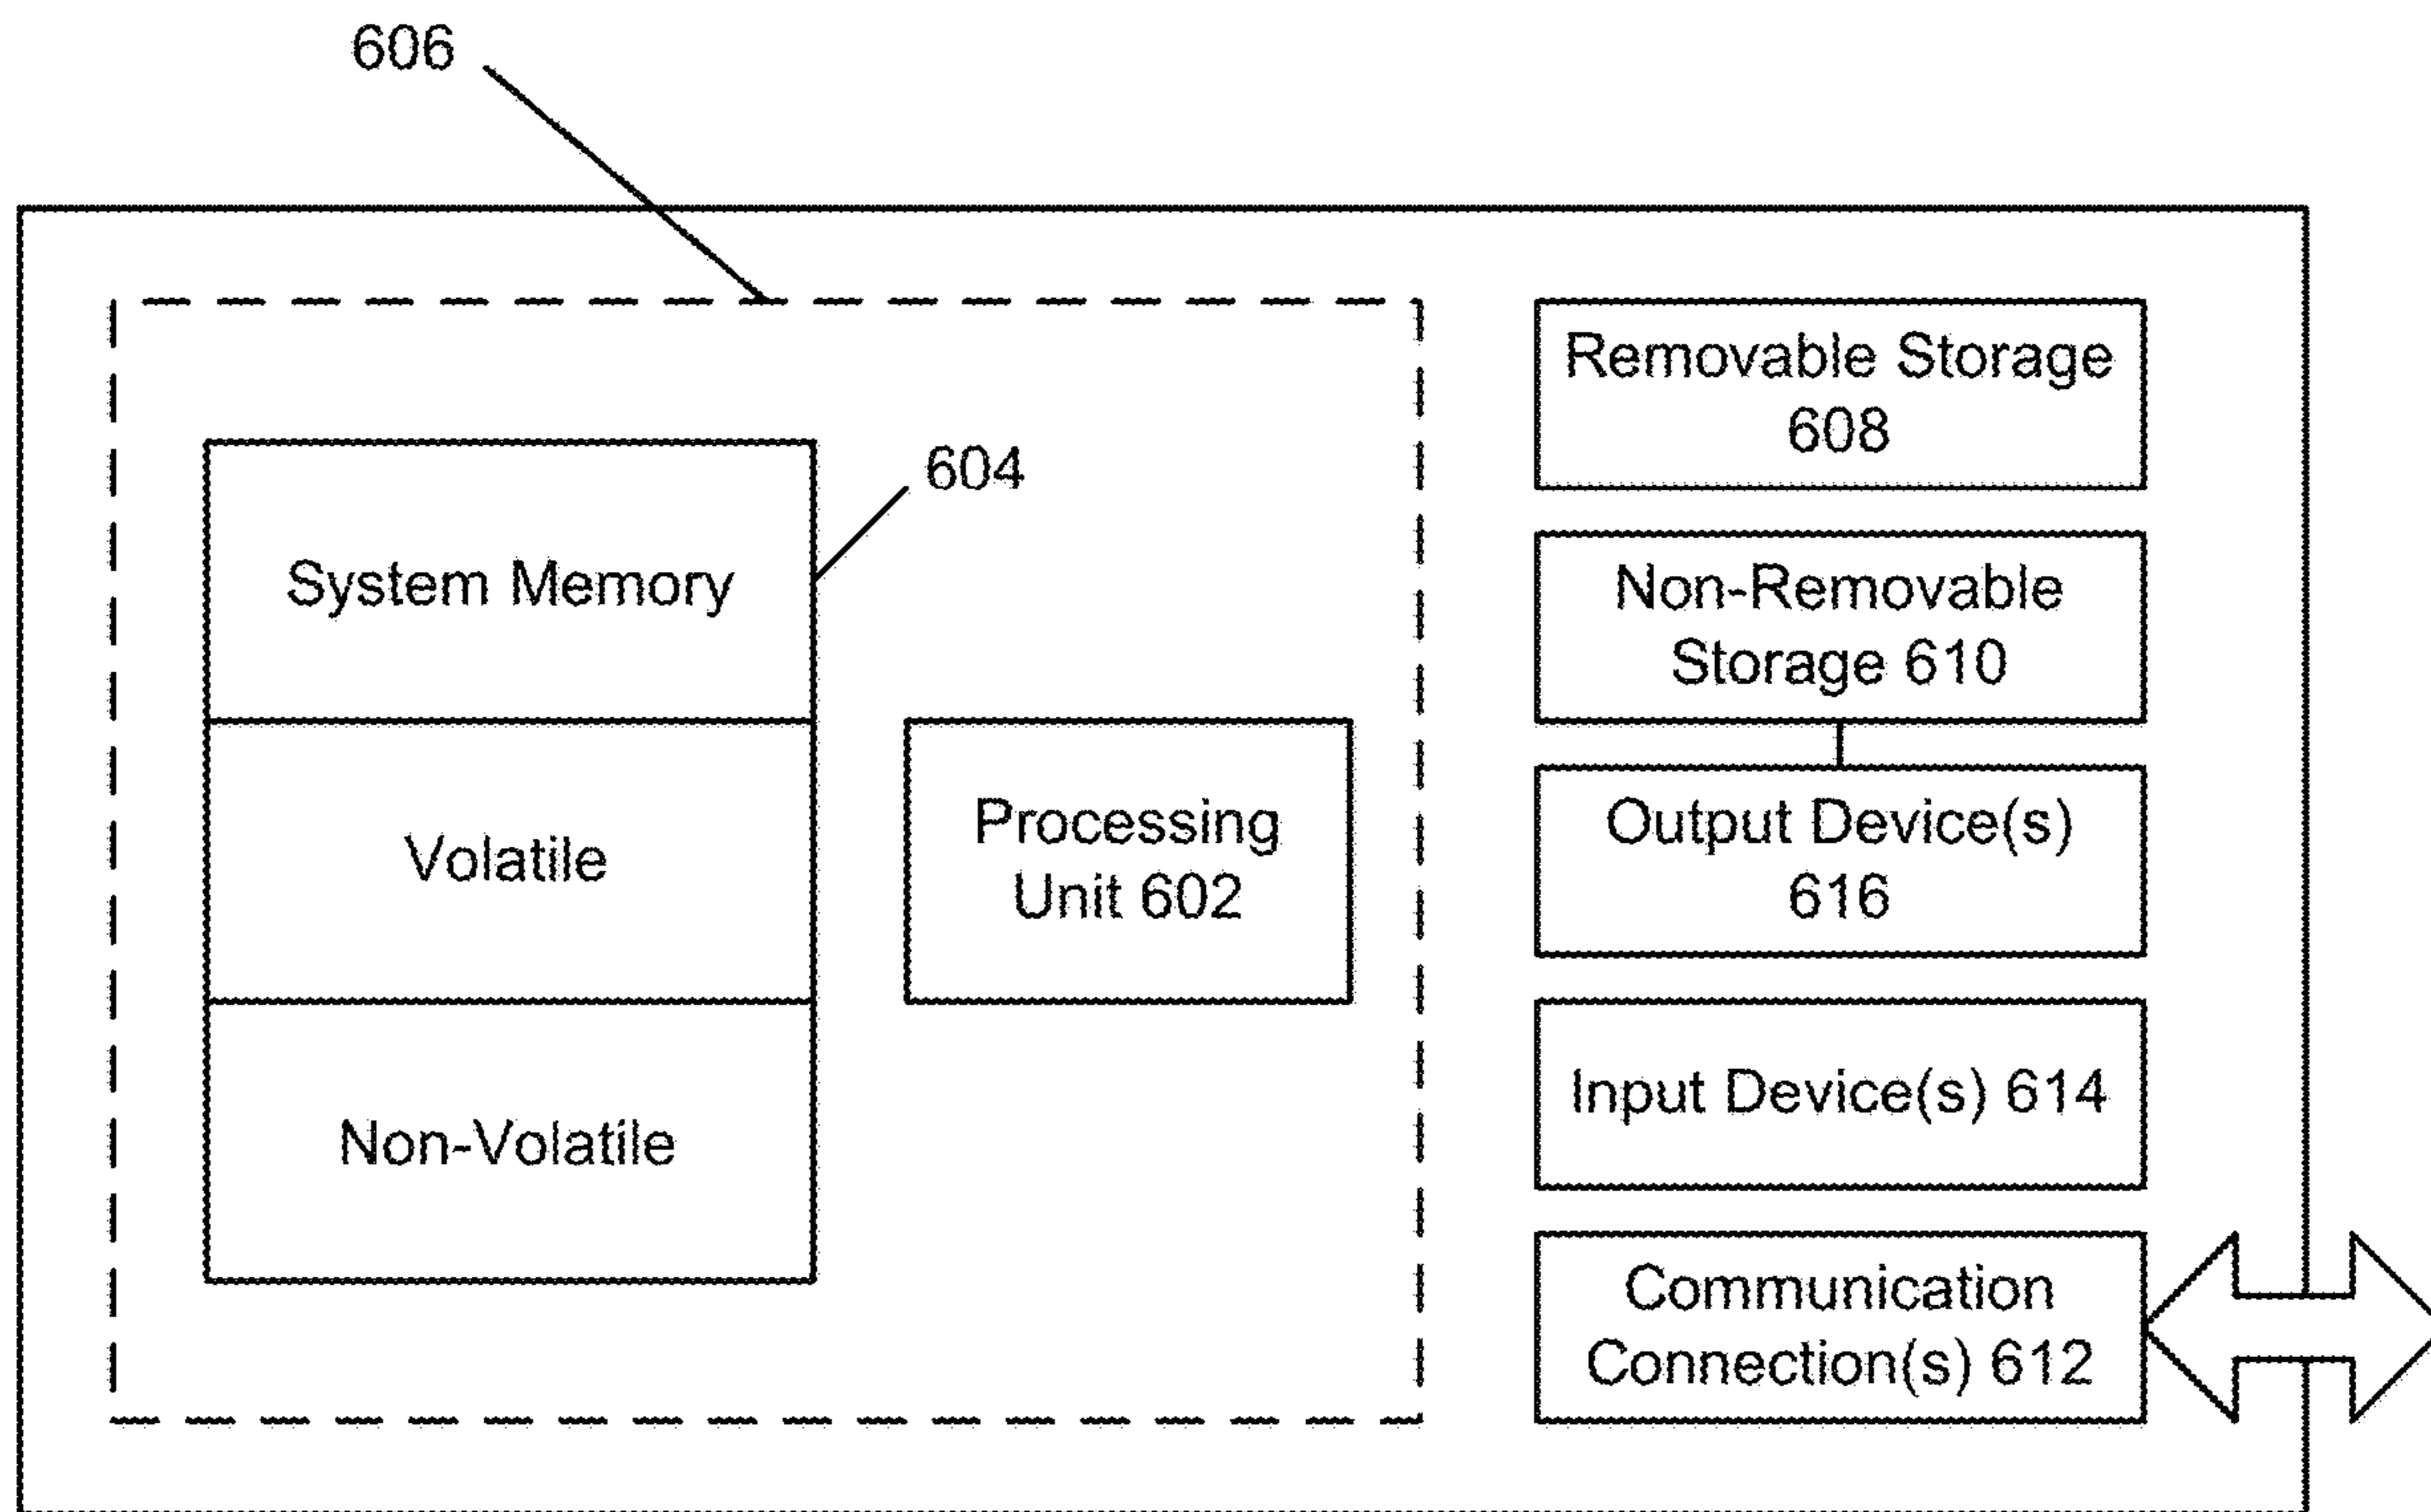 606
604
System Memory
Volatile
Non-Volatile
Processing
Unit 602
Removable Storage
608
Non-Removable
Storage 610
Output Device(s)
616
Input Device(s) 614
Communication
Connection(s) 612